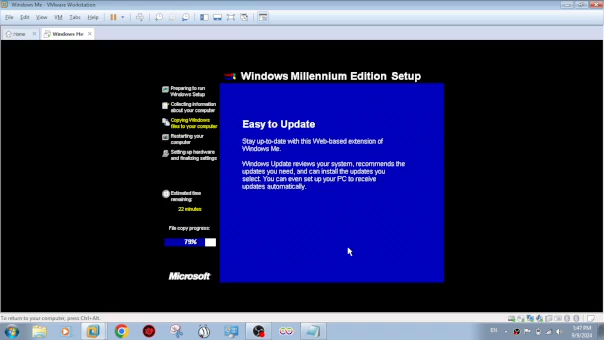 Windows Me - VMware Workstation
File Edit View VM Tabs Help
Home
Windows Me
Windows Millennium Edition Setup
Preparing to run
Windows Setup
Collecting information
about your computer
Copying Windows
files to your computer
Restarting your
computer
Setting up hardware
and finalizing settings
Estimated time
remaining:
22 minutes
File copy progress:
79%
Microsoft
Easy to Update
Stay up-to-date with this Web-based extension of
Windows Me.
Windows Update reviews your system, recommends the
updates you need, and can install the updates you
select. You can even set up your PC to receive
updates automatically.
To return to your computer, press Ctrl+Alt.
EN
1:47 PM
9/9/2024